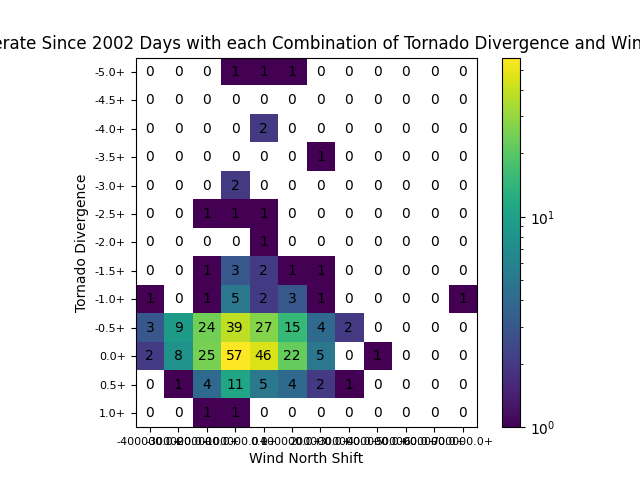 erate Since 2002 Days with each Combination of Tornado Divergence and Win
-5.0+ 0 0 0 1 1 1 0 0 0 0 0 0
-4.5+ 0 0 0 0 0 0 0 0 0 0 0 0
-4.0+ 0 0 0 0 2 0 0 0 0 0 0 0
-3.5+ 0 0 0 0 0 0 1 0 0 0 0 0
-3.0+ 0 0 0 2 0 0 0 0 0 0 0 0
-2.5+ 0 0 1 1 1 0 0 0 0 0 0 0
-2.0+ 0 0 0 0 1 0 0 0 0 0 0 0
-1.5+ 0 0 1 3 2 1 1 0 0 0 0 0
-1.0+ 1 0 1 5 2 3 1 0 0 0 0 1
-0.5+ 3 9 24 39 27 15 4 2 0 0 0 0
0.0+ 2 8 25 57 46 22 5 0 1 0 0 0
0.5+ 0 1 4 11 5 4 2 1 0 0 0 0
1.0+ 0 0 1 1 0 0 0 0 0 0 0 0
Tornado Divergence
Wind North Shift
10¹
10⁰